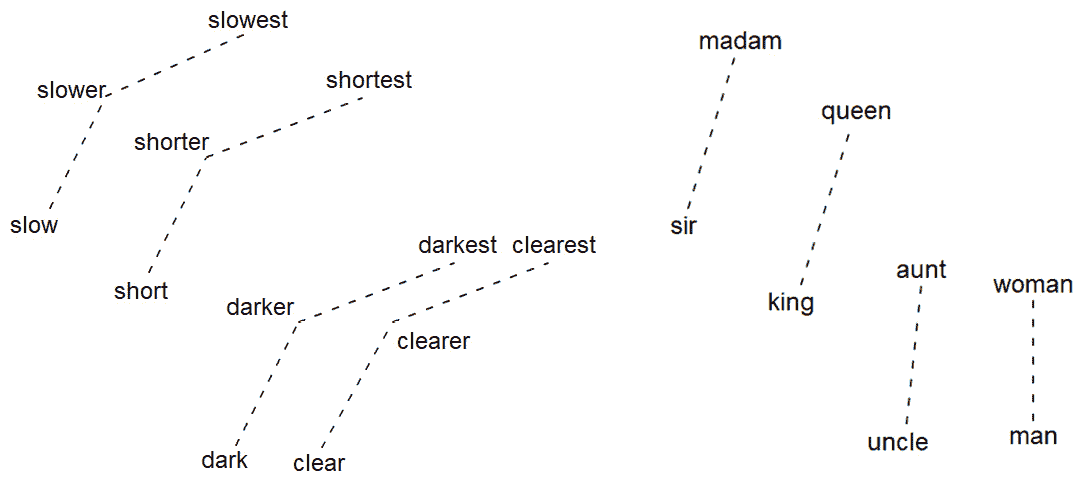 slowest
slower
shortest
shorter
slow
short
darkest
clearest
darker
clearer
dark
clear
madam
queen
sir
king
aunt
woman
uncle
man